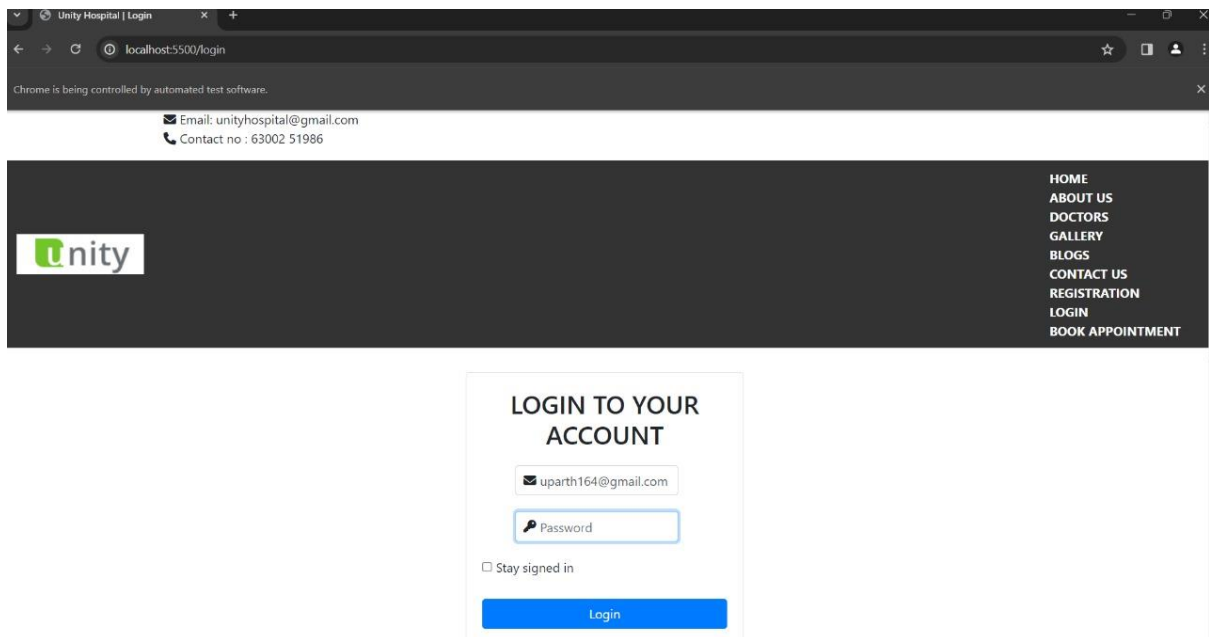 Unity Hospital | Login
localhost:5500/login
Chrome is being controlled by automated test software.
Email: unityhospital@gmail.com
Contact no : 63002 51986
unity
HOME
ABOUT US
DOCTORS
GALLERY
BLOGS
CONTACT US
REGISTRATION
LOGIN
BOOK APPOINTMENT
LOGIN TO YOUR
ACCOUNT
uparth164@gmail.com
Password
Stay signed in
Login